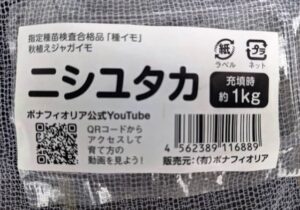 指定種苗検査合格品「種イモ」
秋植えジャガイモ
ニシユタカ
充填時
約1kg
紙
ラベル
プラ
ネット
ボナフィオリア公式YouTube
QRコードから
アクセスして
育て方の
動画を見よう!
4562389116889
販売元:(有)ボナフィオリア